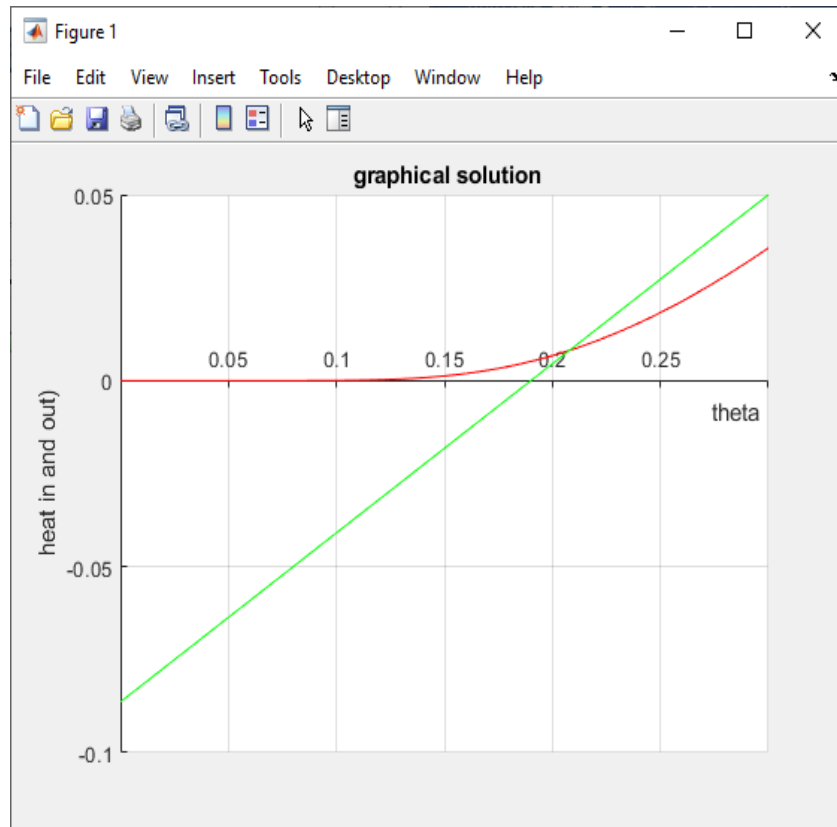 Figure 1
File Edit View Insert Tools Desktop Window Help
graphical solution
0.05
0.05 0.1 0.15 0.2 0.25
0
theta
heat in and out)
-0.05
-0.1